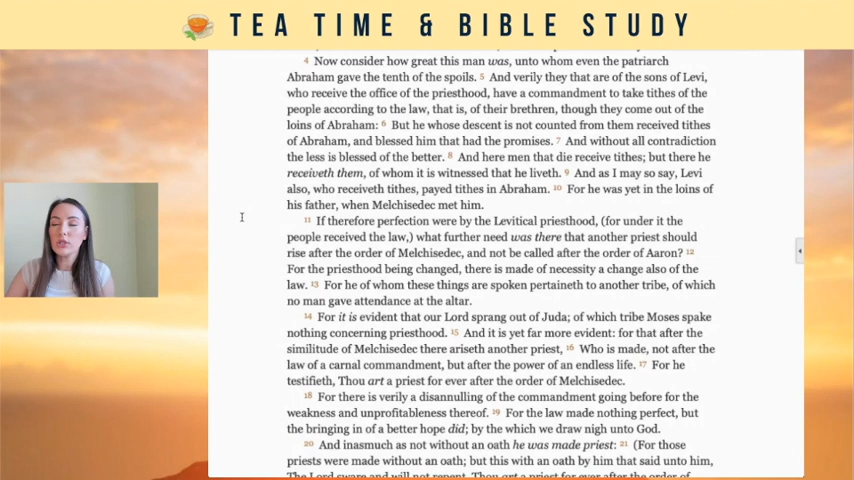 TEA TIME & BIBLE STUDY
4 Now consider how great this man was, unto whom even the patriarch
Abraham gave the tenth of the spoils. 5 And verily they that are of the sons of Levi,
who receive the office of the priesthood, have a commandment to take tithes of the
people according to the law, that is, of their brethren, though they come out of the
loins of Abraham: 6 But he whose descent is not counted from them received tithes
of Abraham, and blessed him that had the promises. 7 And without all contradiction
the less is blessed of the better. 8 And here men that die receive tithes; but there he
receiveth them, of whom it is witnessed that he liveth. 9 And as I may so say, Levi
also, who receiveth tithes, payed tithes in Abraham. 10 For he was yet in the loins of
his father, when Melchisedec met him.
11 If therefore perfection were by the Levitical priesthood, (for under it the
people received the law,) what further need was there that another priest should
rise after the order of Melchisedec, and not be called after the order of Aaron? 12
For the priesthood being changed, there is made of necessity a change also of the
law. 13 For he of whom these things are spoken pertaineth to another tribe, of which
no man gave attendance at the altar.
14 For it is evident that our Lord sprang out of Juda; of which tribe Moses spake
nothing concerning priesthood. 15 And it is yet far more evident: for that after the
similitude of Melchisedec there ariseth another priest, 16 Who is made, not after the
law of a carnal commandment, but after the power of an endless life. 17 For he
testifieth, Thou art a priest for ever after the order of Melchisedec.
18 For there is verily a disannulling of the commandment going before for the
weakness and unprofitableness thereof. 19 For the law made nothing perfect, but
the bringing in of a better hope did; by the which we draw nigh unto God.
20 And inasmuch as not without an oath he was made priest: 21 (For those
priests were made without an oath; but this with an oath by him that said unto him,
The Lord sware and will not repent, Thou art a priest for ever after the order of